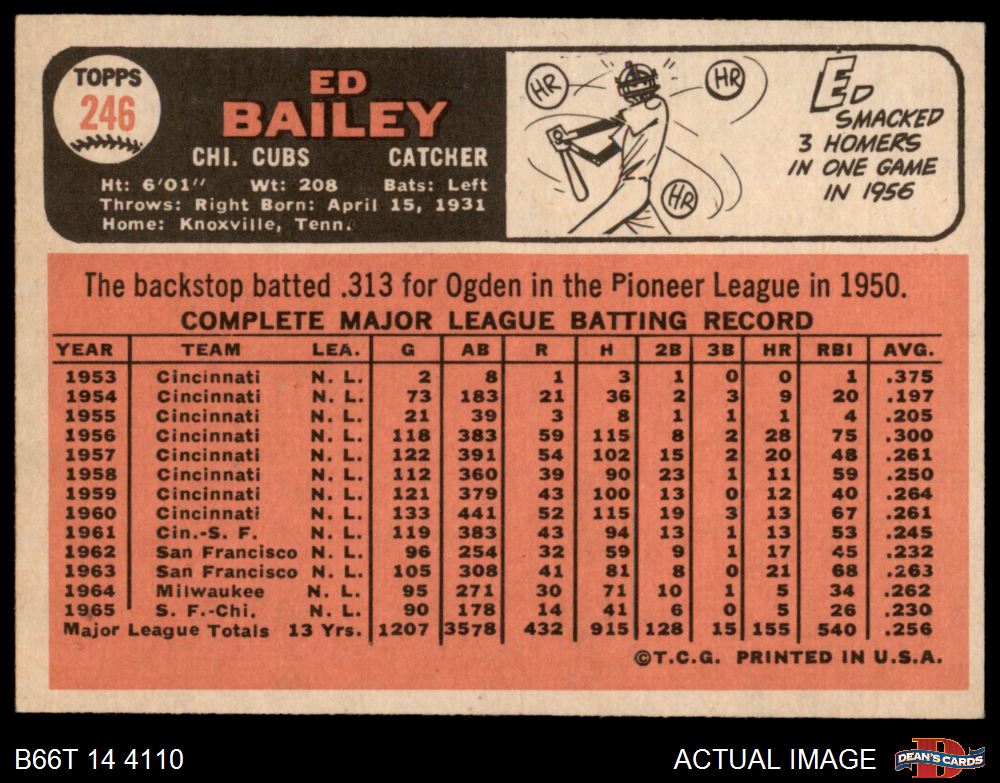 TOPPS
246
ED
BAILEY
CHI. CUBS CATCHER
Ht: 6'01" Wt: 208 Bats: Left
Throws: Right Born: April 15, 1931
Home: Knoxville, Tenn.
HR
HR
HR
ED
SMACKED
3 HOMERS
IN ONE GAME
IN 1956
The backstop batted .313 for Ogden in the Pioneer League in 1950.
COMPLETE MAJOR LEAGUE BATTING RECORD
YEAR TEAM LEA. G AB R H 2B 3B HR RBI AVG.
1953 Cincinnati N. L. 2 8 1 3 1 0 0 1 .375
1954 Cincinnati N. L. 73 183 21 36 2 3 9 20 .197
1955 Cincinnati N. L. 21 39 3 8 1 1 1 4 .205
1956 Cincinnati N. L. 118 383 59 115 8 2 28 75 .300
1957 Cincinnati N. L. 122 391 54 102 15 2 20 48 .261
1958 Cincinnati N. L. 112 360 39 90 23 1 11 59 .250
1959 Cincinnati N. L. 121 379 43 100 13 0 12 40 .264
1960 Cincinnati N. L. 133 441 52 115 19 3 13 67 .261
1961 Cin.-S. F. N. L. 119 383 43 94 13 1 13 53 .245
1962 San Francisco N. L. 96 254 32 59 9 1 17 45 .232
1963 San Francisco N. L. 105 308 41 81 8 0 21 68 .263
1964 Milwaukee N. L. 95 271 30 71 10 1 5 34 .262
1965 S. F.-Chi. N. L. 90 178 14 41 6 0 5 26 .230
Major League Totals 13 Yrs. 1207 3578 432 915 128 15 155 540 .256
©T.C.G. PRINTED IN U.S.A.
B66T 14 4110 ACTUAL IMAGE
D
DEAN'S CARDS